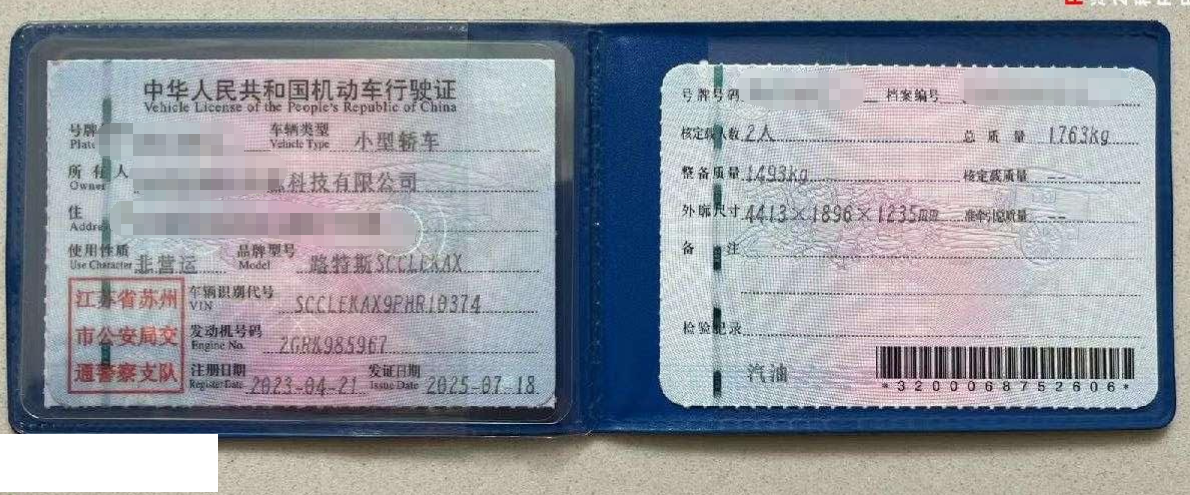 中华人民共和国机动车行驶证
Vehicle License of the People's Republic of China
号牌
车辆类型 小型轿车
Plate Vehicle Type
所有人 科技有限公司
Owner
住
Addre
使用性质 非营运 品牌型号 路特斯SCCLEKAX
Use Character Model
江苏省苏州
市公安局交
通警察支队
车辆识别代号 SCCLEKAX9PHR10374
VIN
发动机号码 2GRK985967
Engine No.
注册日期 2023-04-21 发证日期 2025-07-18
Register Date Issue Date
号牌号码 档案编号
核定载人数 2人 总质量 1763kg
整备质量 1493kg 核定载质量 --
外廓尺寸 4413×1896×1235mm 准牵引总质量 --
备注
检验记录
汽油
*3200068752606*